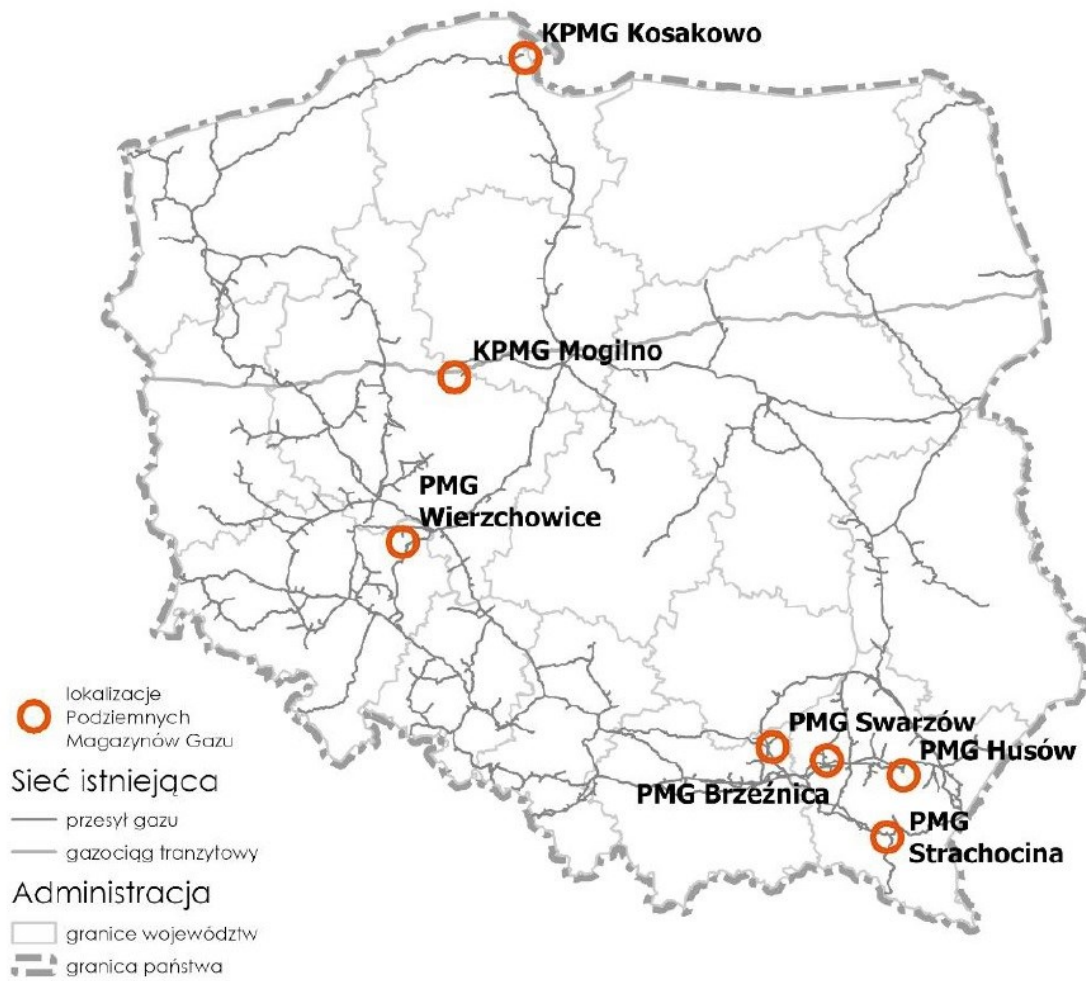 KPMG Kosakowo
KPMG Mogilno
PMG
Wierzchowice
PMG Swarzów
PMG Husów
PMG Brzeźnica
PMG
Strachocina
lokalizacje
Podziemnych
Magazynów Gazu
Sieć istniejąca
przesył gazu
gazociąg tranzytowy
Administracja
granice województw
granica państwa